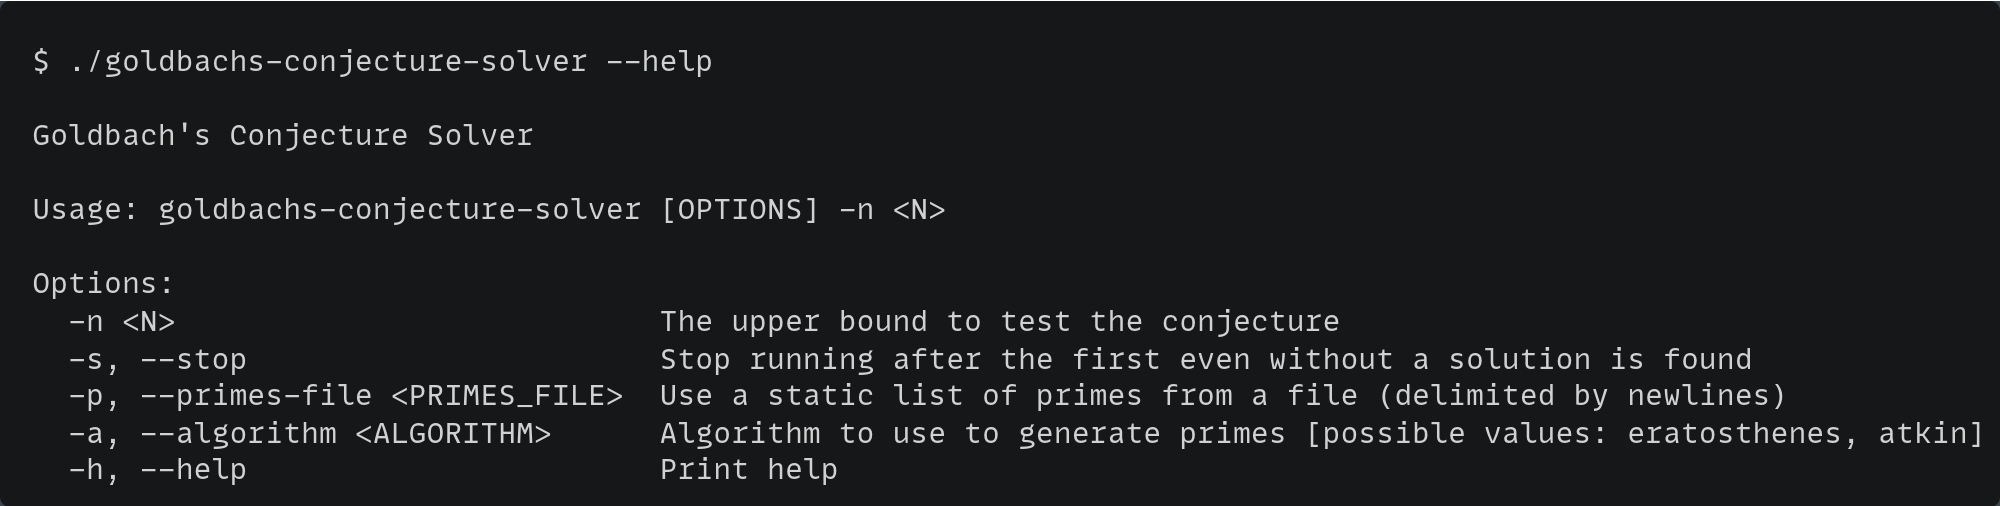 $ ./goldbachs-conjecture-solver --help
Goldbach's Conjecture Solver
Usage: goldbachs-conjecture-solver [OPTIONS] -n <N>
Options:
  -n <N>                           The upper bound to test the conjecture
  -s, --stop                       Stop running after the first even without a solution is found
  -p, --primes-file <PRIMES_FILE>  Use a static list of primes from a file (delimited by newlines)
  -a, --algorithm <ALGORITHM>      Algorithm to use to generate primes [possible values: eratosthenes, atkin]
  -h, --help                       Print help